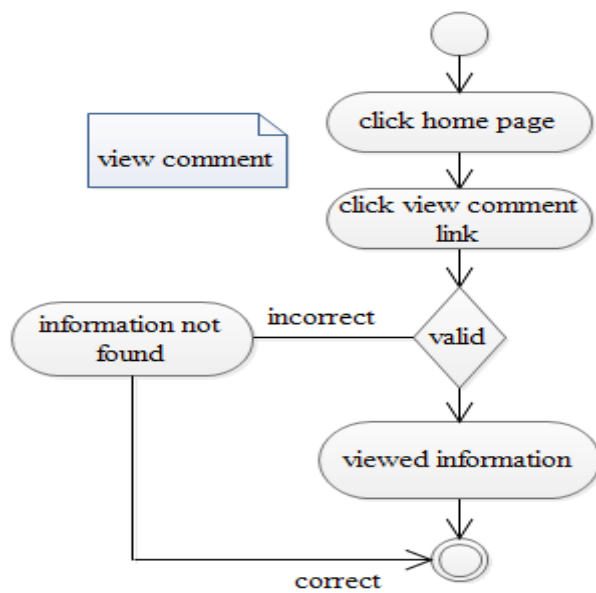 click home page
view comment
click view comment
link
information not
found
incorrect
valid
viewed information
correct